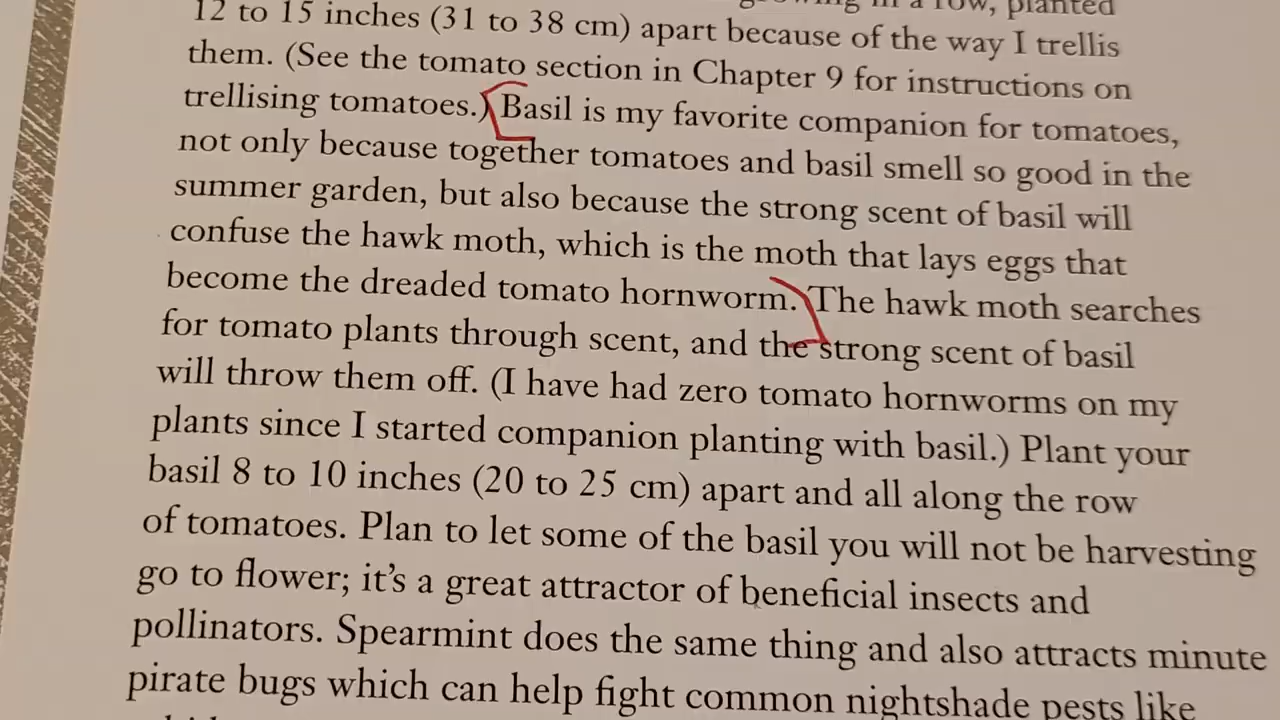 growing in a row, planted
12 to 15 inches (31 to 38 cm) apart because of the way I trellis
them. (See the tomato section in Chapter 9 for instructions on
trellising tomatoes.) Basil is my favorite companion for tomatoes,
not only because together tomatoes and basil smell so good in the
summer garden, but also because the strong scent of basil will
confuse the hawk moth, which is the moth that lays eggs that
become the dreaded tomato hornworm. The hawk moth searches
for tomato plants through scent, and the strong scent of basil
will throw them off. (I have had zero tomato hornworms on my
plants since I started companion planting with basil.) Plant your
basil 8 to 10 inches (20 to 25 cm) apart and all along the row
of tomatoes. Plan to let some of the basil you will not be harvesting
go to flower; it’s a great attractor of beneficial insects and
pollinators. Spearmint does the same thing and also attracts minute
pirate bugs which can help fight common nightshade pests like